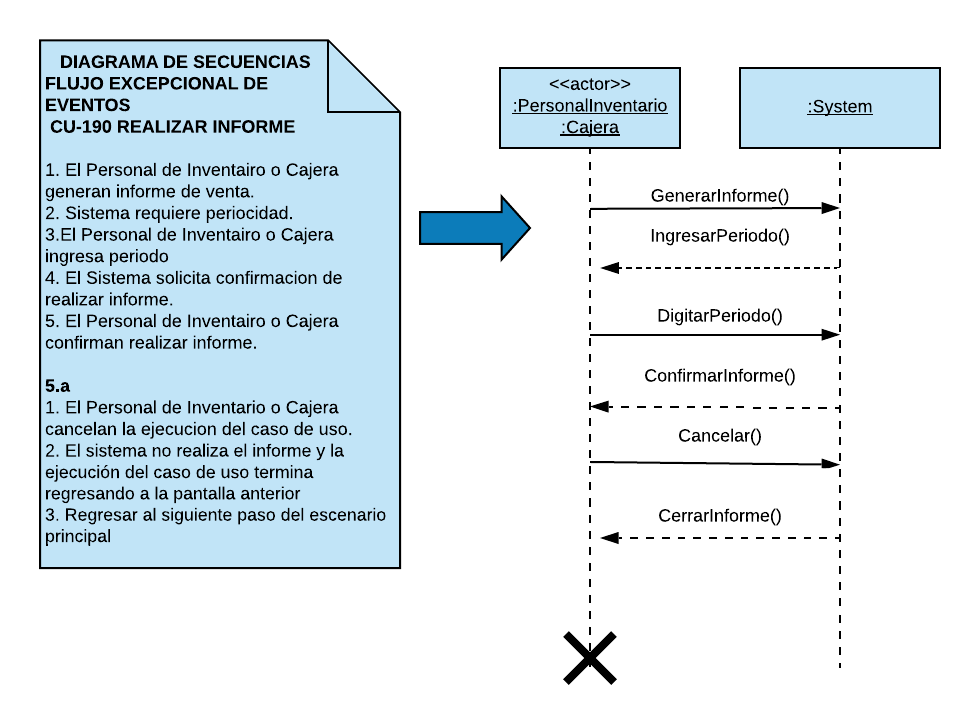 DIAGRAMA DE SECUENCIAS
FLUJO EXCEPCIONAL DE
EVENTOS
CU-190 REALIZAR INFORME
1. El Personal de Inventairo o Cajera
generan informe de venta.
2. Sistema requiere periocidad.
3.El Personal de Inventairo o Cajera
ingresa periodo
4. El Sistema solicita confirmacion de
realizar informe.
5. El Personal de Inventairo o Cajera
confirman realizar informe.
5.a
1. El Personal de Inventario o Cajera
cancelan la ejecucion del caso de uso.
2. El sistema no realiza el informe y la
ejecución del caso de uso termina
regresando a la pantalla anterior
3. Regresar al siguiente paso del escenario
principal
<<actor>>
:PersonalInventario
:Cajera
:System
GenerarInforme()
IngresarPeriodo()
DigitarPeriodo()
ConfirmarInforme()
Cancelar()
CerrarInforme()